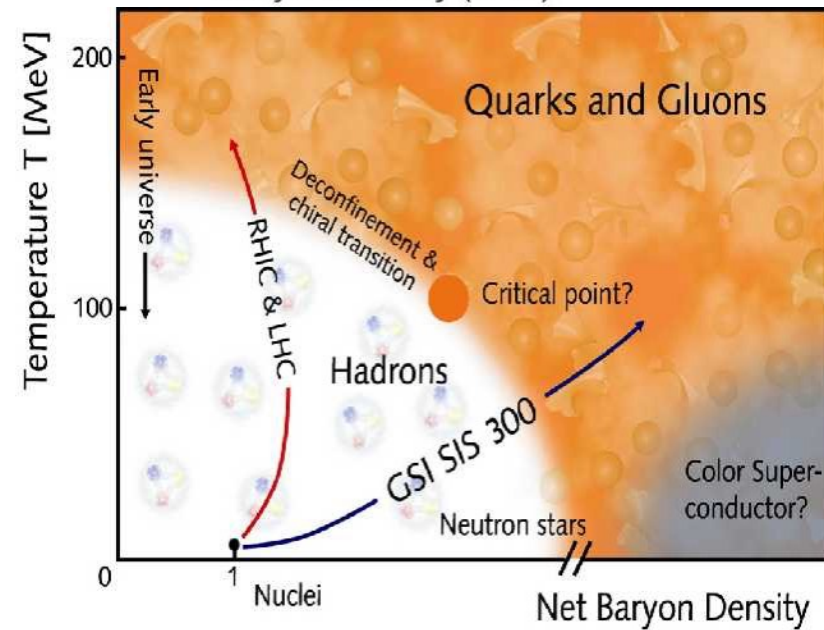 200
Temperature T [MeV]
Early universe
Quarks and Gluons
Deconfinement &
chiral transition
RHIC & LHC
Critical point?
100
Hadrons
GSI SIS 300
Color Super-
conductor?
Neutron stars
0
1
Nuclei
Net Baryon Density